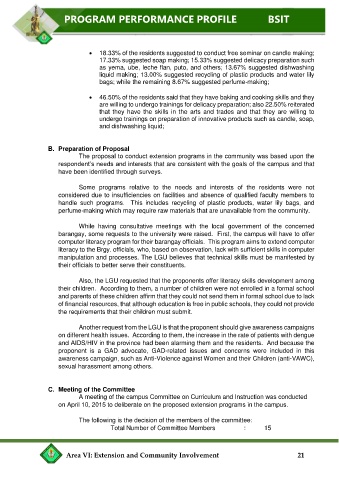 PROGRAM PERFORMANCE PROFILE BSIT
• 18.33% of the residents suggested to conduct free seminar on candle making;
17.33% suggested soap making; 15.33% suggested delicacy preparation such
as yema, ube, leche flan, puto, and others; 13.67% suggested dishwashing
liquid making; 13.00% suggested recycling of plastic products and water lily
bags; while the remaining 8.67% suggested perfume-making;
• 46.50% of the residents said that they have baking and cooking skills and they
are willing to undergo trainings for delicacy preparation; also 22.50% reiterated
that they have the skills in the arts and trades and that they are willing to
undergo trainings on preparation of innovative products such as candle, soap,
and dishwashing liquid;
B. Preparation of Proposal
The proposal to conduct extension programs in the community was based upon the
respondent's needs and interests that are consistent with the goals of the campus and that
have been identified through surveys.
Some programs relative to the needs and interests of the residents were not
considered due to insufficiencies on facilities and absence of qualified faculty members to
handle such programs. This includes recycling of plastic products, water lily bags, and
perfume-making which may require raw materials that are unavailable from the community.
While having consultative meetings with the local government of the concerned
barangay, some requests to the university were raised. First, the campus will have to offer
computer literacy program for their barangay officials. This program aims to extend computer
literacy to the Brgy. officials, who, based on observation, lack with sufficient skills in computer
manipulation and processes. The LGU believes that technical skills must be manifested by
their officials to better serve their constituents.
Also, the LGU requested that the proponents offer literacy skills development among
their children. According to them, a number of children were not enrolled in a formal school
and parents of these children affirm that they could not send them in formal school due to lack
of financial resources, that although education is free in public schools, they could not provide
the requirements that their children must submit.
Another request from the LGU is that the proponent should give awareness campaigns
on different health issues. According to them, the increase in the rate of patients with dengue
and AIDS/HIV in the province had been alarming them and the residents. And because the
proponent is a GAD advocate, GAD-related issues and concerns were included in this
awareness campaign, such as Anti-Violence against Women and their Children (anti-VAWC),
sexual harassment among others.
C. Meeting of the Committee
A meeting of the campus Committee on Curriculum and Instruction was conducted
on April 10, 2015 to deliberate on the proposed extension programs in the campus.
The following is the decision of the members of the committee:
Total Number of Committee Members : 15
Area VI: Extension and Community Involvement 21